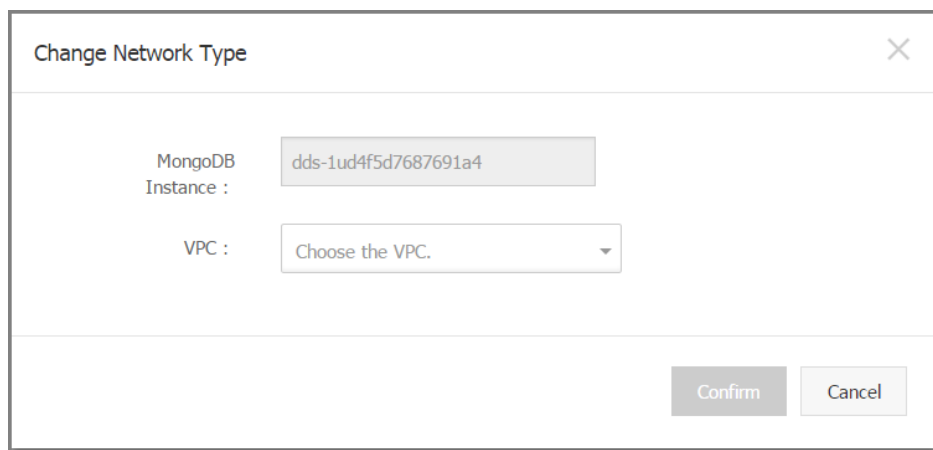 Change Network Type
MongoDB
Instance :
dds-1ud4f5d7687691a4
VPC :
Choose the VPC.
Confirm
Cancel